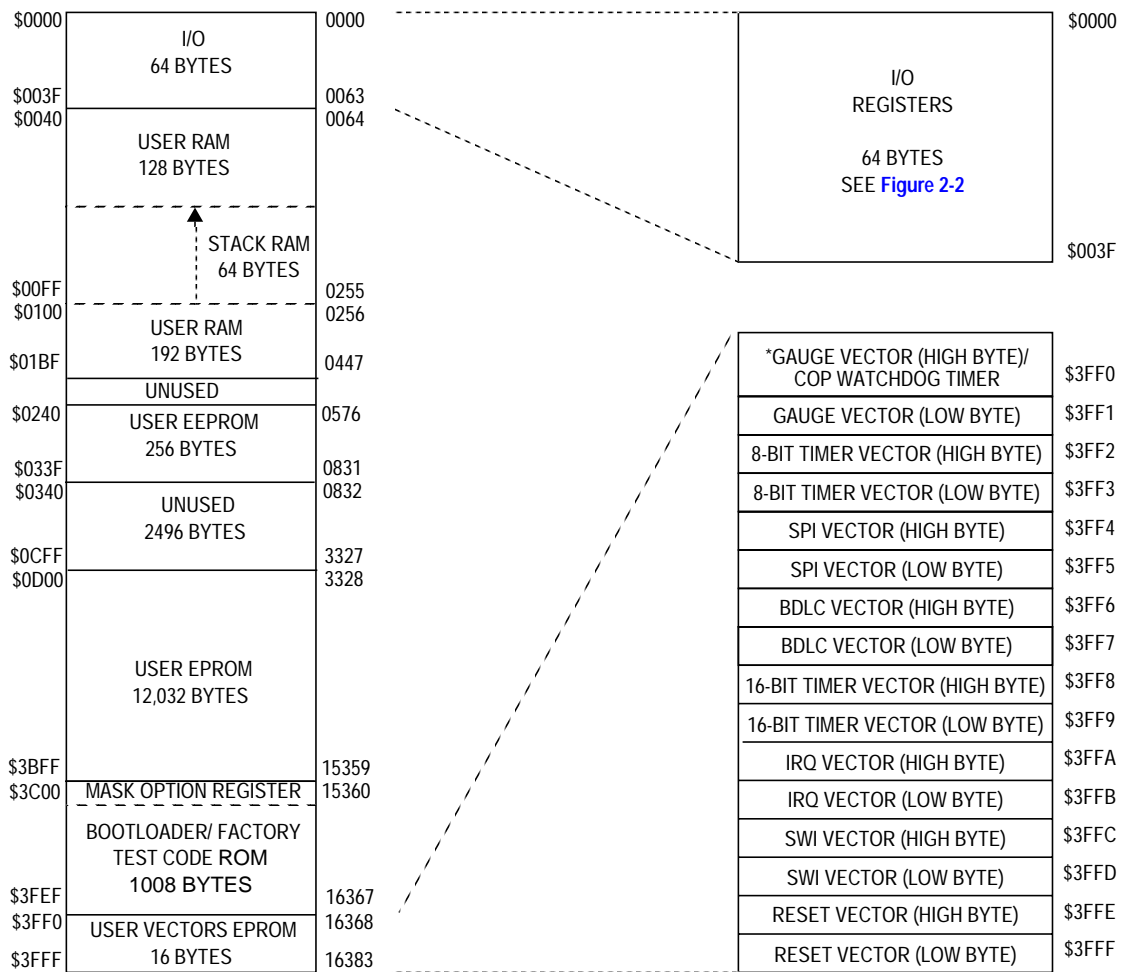 $0000
I/O
64 BYTES
0000
$003F
0063
$0040
0064
USER RAM
128 BYTES
STACK RAM
64 BYTES
$00FF
0255
$0100
0256
USER RAM
192 BYTES
$01BF
0447
UNUSED
$0240
0576
USER EEPROM
256 BYTES
$033F
0831
$0340
0832
UNUSED
2496 BYTES
$0CFF
3327
$0D00
3328
USER EPROM
12,032 BYTES
$3BFF
15359
$3C00
MASK OPTION REGISTER
15360
BOOTLOADER/ FACTORY
TEST CODE ROM
1008 BYTES
$3FEF
16367
$3FF0
16368
USER VECTORS EPROM
16 BYTES
$3FFF
16383
$0000
I/O
REGISTERS
64 BYTES
SEE Figure 2-2
$003F
*GAUGE VECTOR (HIGH BYTE)/
COP WATCHDOG TIMER
$3FF0
GAUGE VECTOR (LOW BYTE)
$3FF1
8-BIT TIMER VECTOR (HIGH BYTE)
$3FF2
8-BIT TIMER VECTOR (LOW BYTE)
$3FF3
SPI VECTOR (HIGH BYTE)
$3FF4
SPI VECTOR (LOW BYTE)
$3FF5
BDLC VECTOR (HIGH BYTE)
$3FF6
BDLC VECTOR (LOW BYTE)
$3FF7
16-BIT TIMER VECTOR (HIGH BYTE)
$3FF8
16-BIT TIMER VECTOR (LOW BYTE)
$3FF9
IRQ VECTOR (HIGH BYTE)
$3FFA
IRQ VECTOR (LOW BYTE)
$3FFB
SWI VECTOR (HIGH BYTE)
$3FFC
SWI VECTOR (LOW BYTE)
$3FFD
RESET VECTOR (HIGH BYTE)
$3FFE
RESET VECTOR (LOW BYTE)
$3FFF